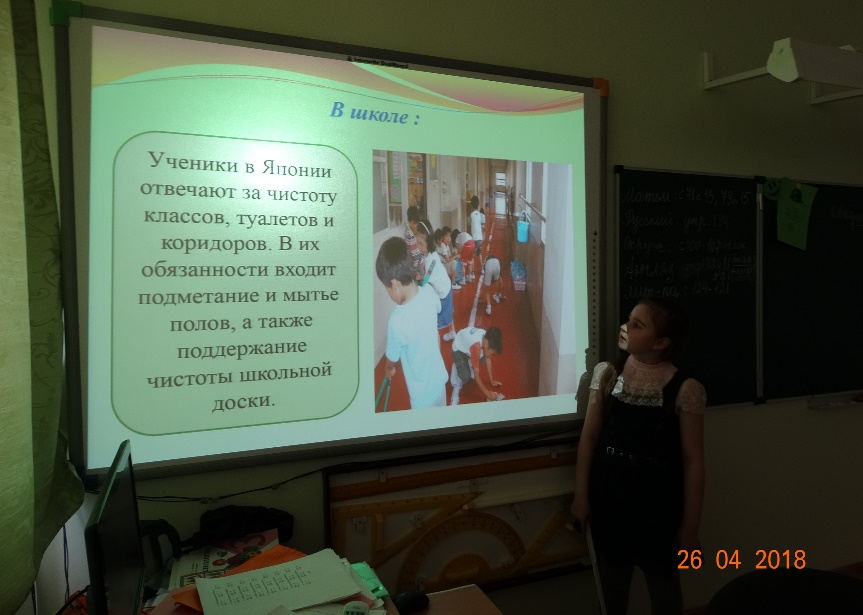 В школе :
Ученики в Японии
отвечают за чистоту
классов, туалетов и
коридоров. В их
обязанности входит
подметание и мытье
полов, а также
поддержание
чистоты школьной
доски.
26 04 2018